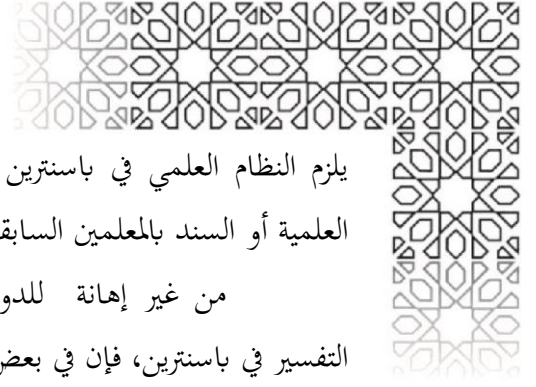 يلزم النظام العلمي في باسنترين
العلمية أو السند بالمعلمين السابق
من غير إهانة للدو
التفسير في باسنترين، فإن في بعض